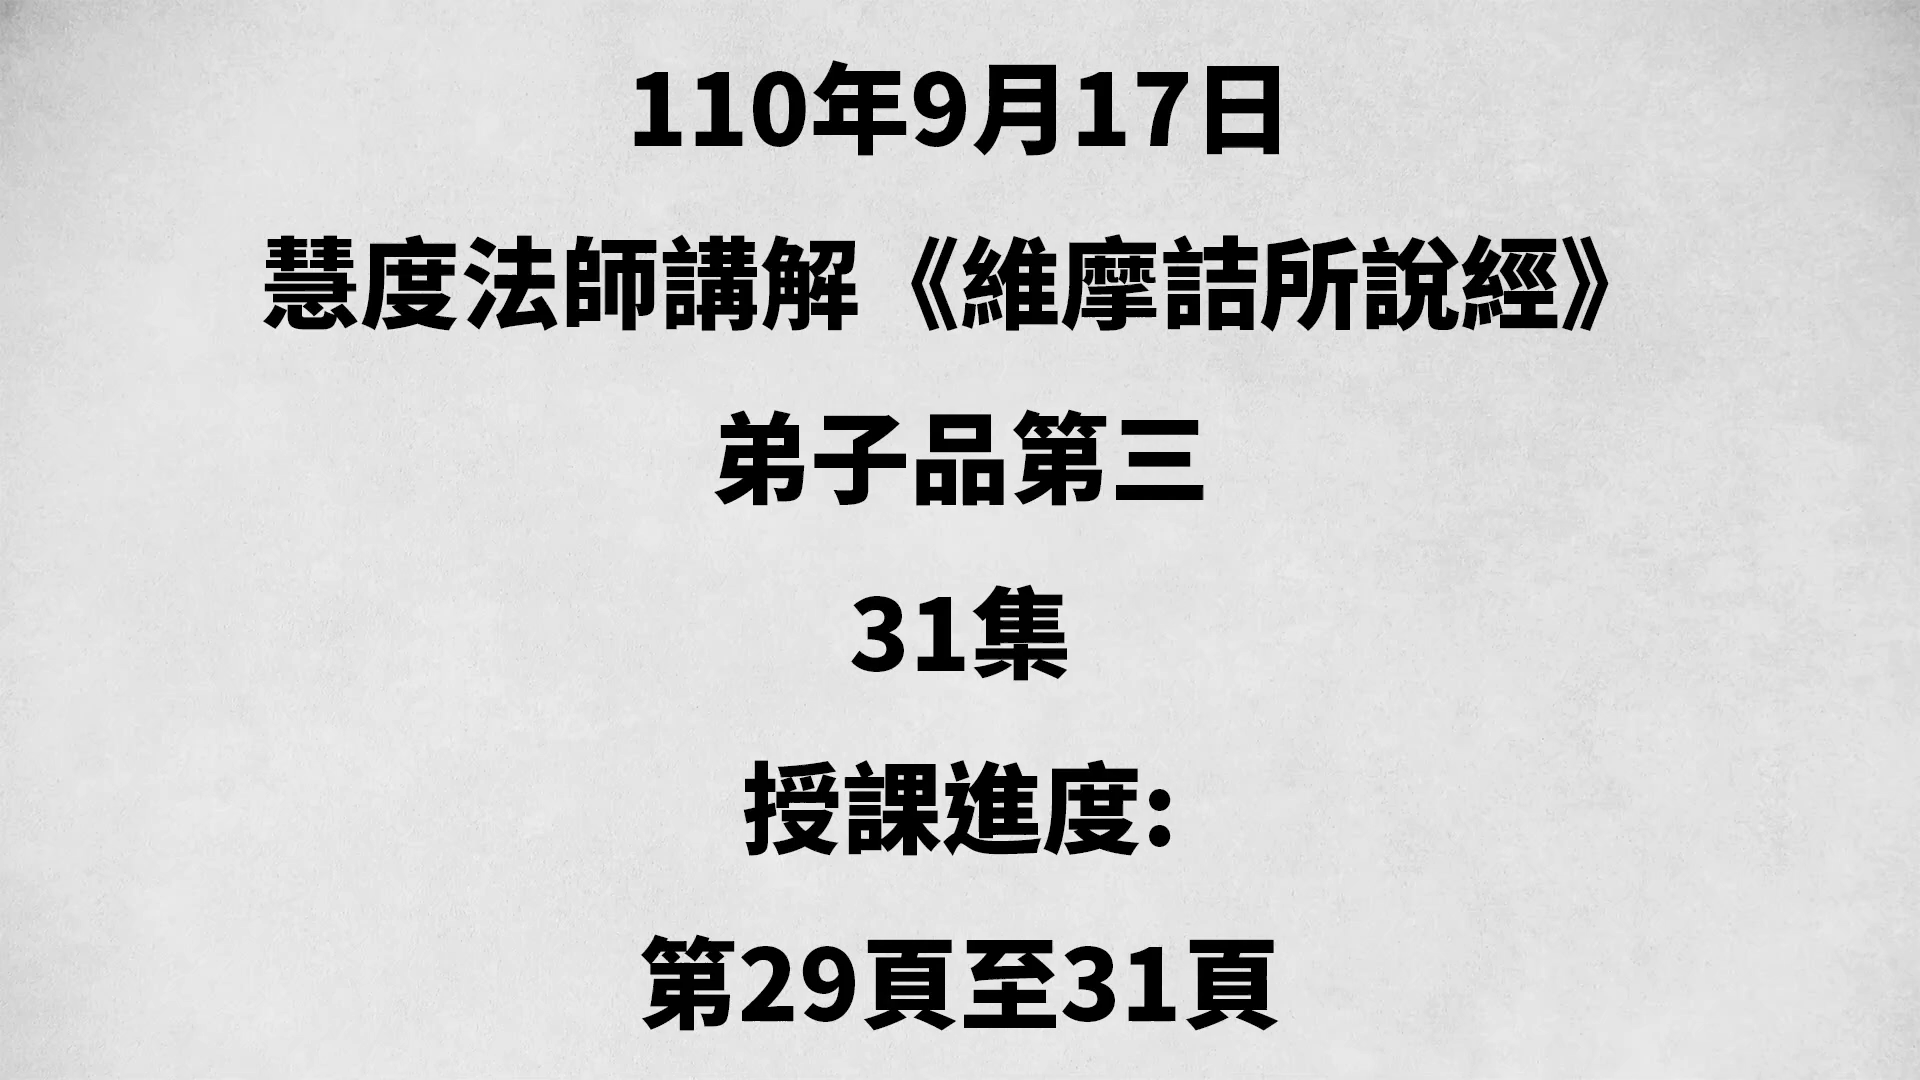 110年9月17日
慧度法師講解《維摩詰所說經》
弟子品第三
31集
授課進度:
第29頁至31頁